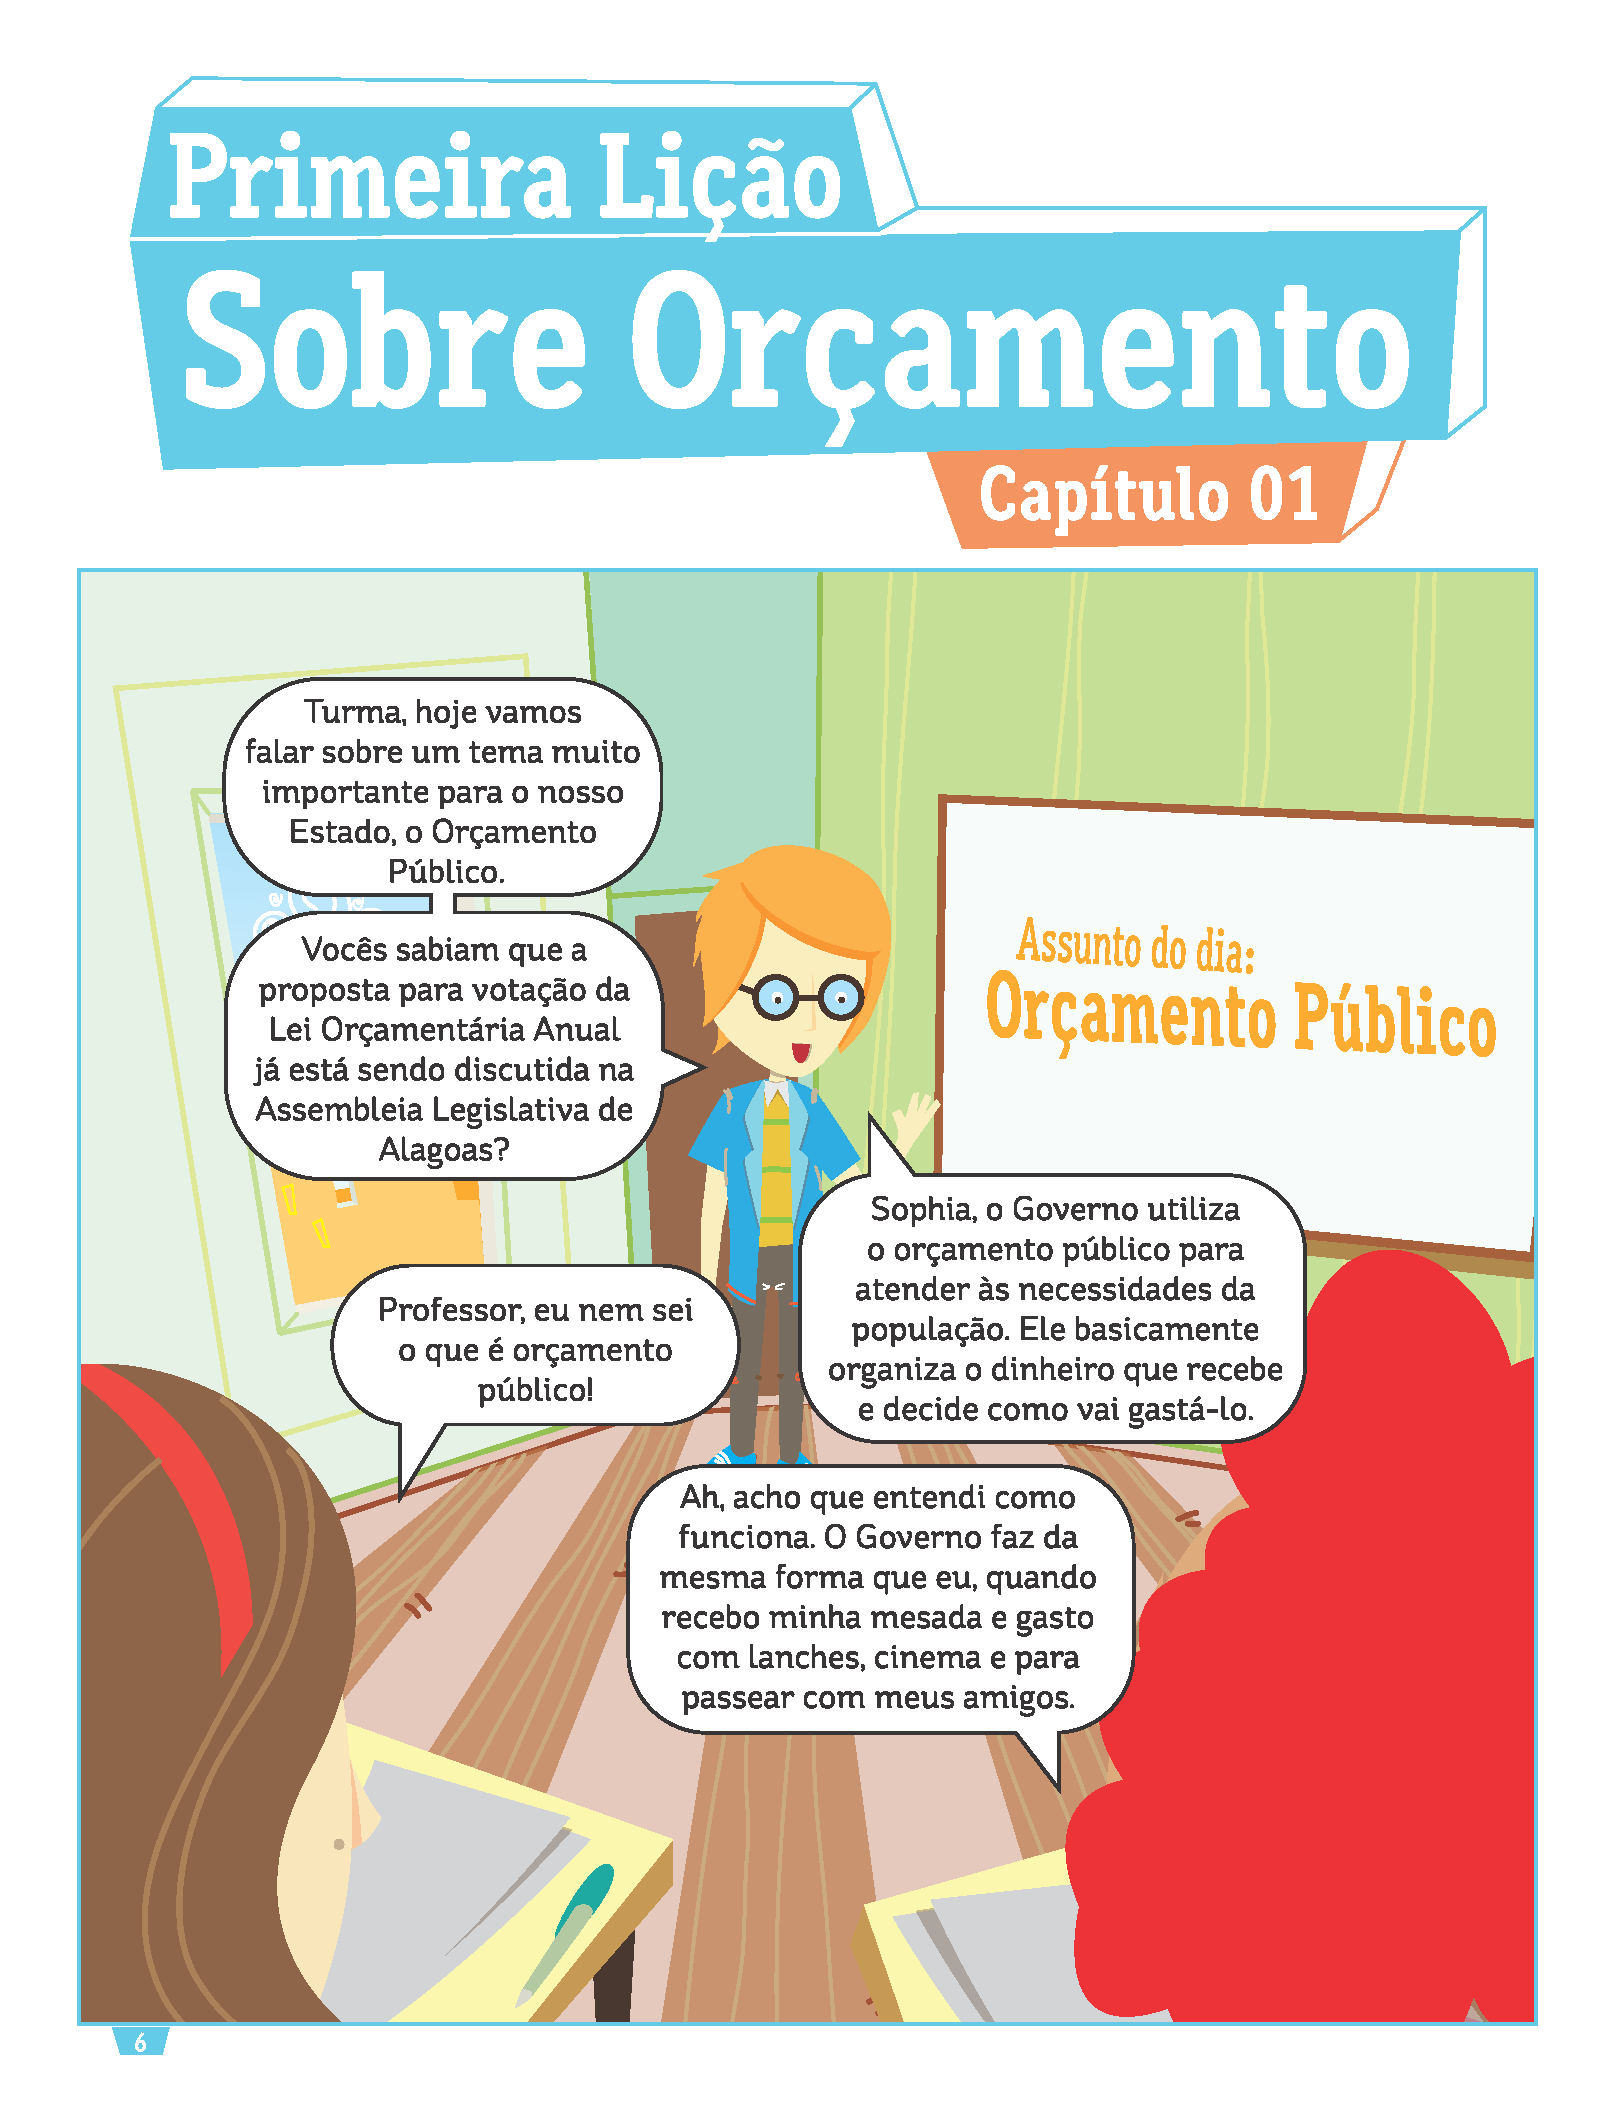 Primeira Lição
Sobre Orçamento
Capítulo 01
Turma, hoje vamos
falar sobre um tema muito
importante para o nosso
Estado, o Orçamento
Público.
Vocês sabiam que a
proposta para votação da
Lei Orçamentária Anual
já está sendo discutida na
Assembleia Legislativa de
Alagoas?
Assunto do dia:
Orçamento Público
Professor, eu nem sei
o que é orçamento
público!
Sophia, o Governo utiliza
o orçamento público para
atender às necessidades da
população. Ele basicamente
organiza o dinheiro que recebe
e decide como vai gastá-lo.
Ah, acho que entendi como
funciona. O Governo faz da
mesma forma que eu, quando
recebo minha mesada e gasto
com lanches, cinema e para
passear com meus amigos.
6